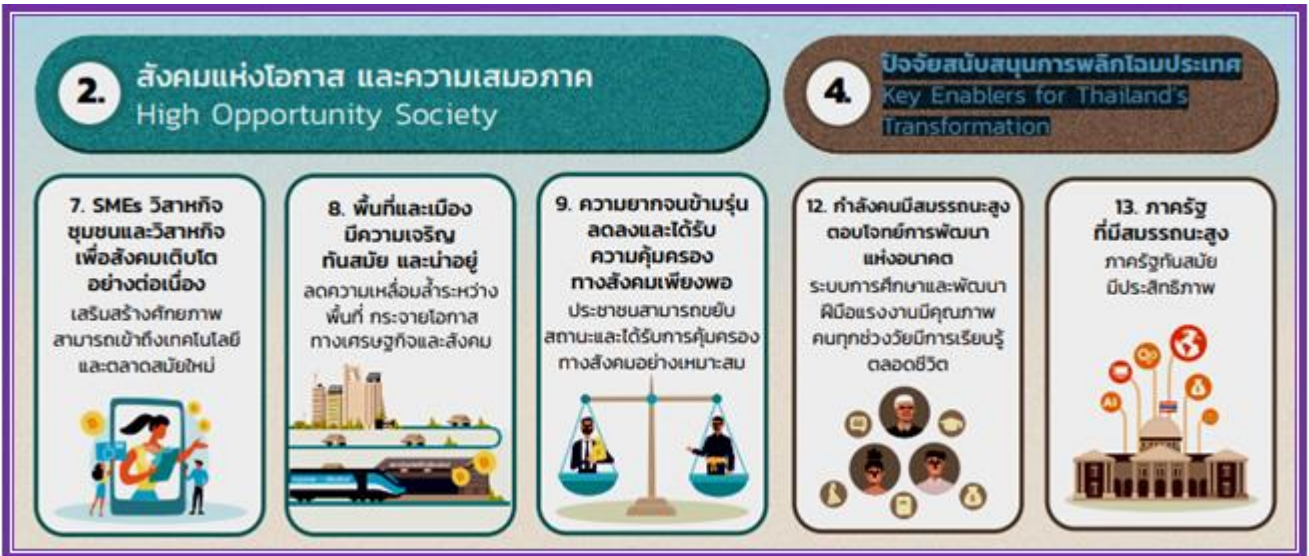 2.
สังคมแห่งโอกาส และความเสมอภาค
High Opportunity Society
4.
ปัจจัยสนับสนุนการพลิกโฉมประเทศ
Key Enablers for Thailand's
Transformation
7. SMEs วิสาหกิจ
ชุมชนและวิสาหกิจ
เพื่อสังคมเติบโต
อย่างต่อเนื่อง
เสริมสร้างศักยภาพ
สามารถเข้าถึงเทคโนโลยี
และตลาดสมัยใหม่
8. พื้นที่และเมือง
มีความเจริญ
ทันสมัย และน่าอยู่
ลดความเหลื่อมล้ำระหว่าง
พื้นที่ กระจายโอกาส
ทางเศรษฐกิจและสังคม
9. ความยากจนข้ามรุ่น
ลดลงและได้รับ
ความคุ้มครอง
ทางสังคมเพียงพอ
ประชาชนสามารถขยับ
สถานะและได้รับการคุ้มครอง
ทางสังคมอย่างเหมาะสม
12. กำลังคนมีสมรรถนะสูง
ตอบโจทย์การพัฒนา
แห่งอนาคต
ระบบการศึกษาและพัฒนา
ฝีมือแรงงานมีคุณภาพ
คนทุกช่วงวัยมีการเรียนรู้
ตลอดชีวิต
13. ภาครัฐ
ที่มีสมรรถนะสูง
ภาครัฐทันสมัย
มีประสิทธิภาพ
AI